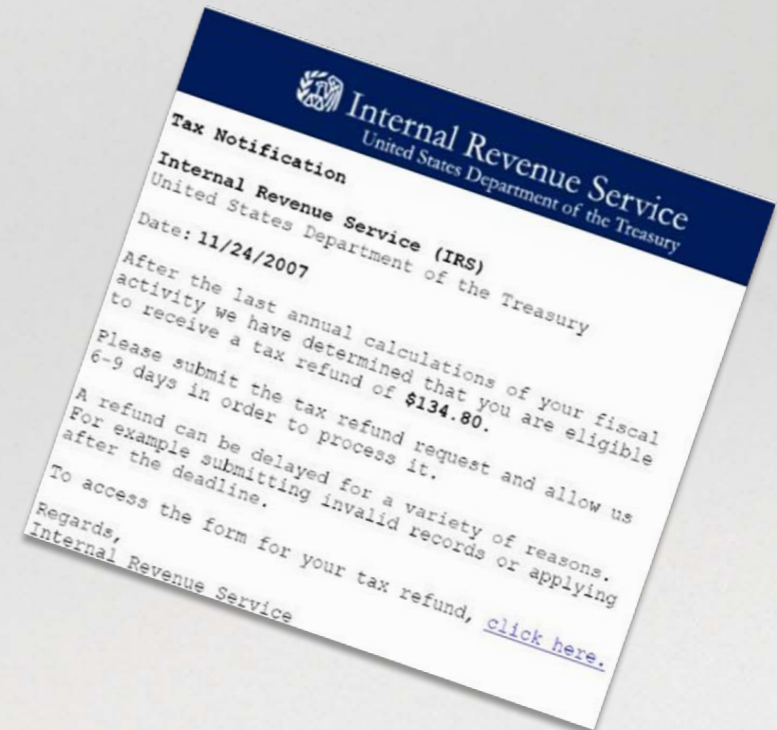 Internal Revenue Service
United States Department of the Treasury
Tax Notification
Internal Revenue Service (IRS)
United States Department of the Treasury
Date: 11/24/2007
After the last annual calculations of your fiscal
activity we have determined that you are eligible
to receive a tax refund of $134.80.
Please submit the tax refund request and allow us
6-9 days in order to process it.
A refund can be delayed for a variety of reasons.
For example submitting invalid records or applying
after the deadline.
To access the form for your tax refund, click here.
Regards,
Internal Revenue Service